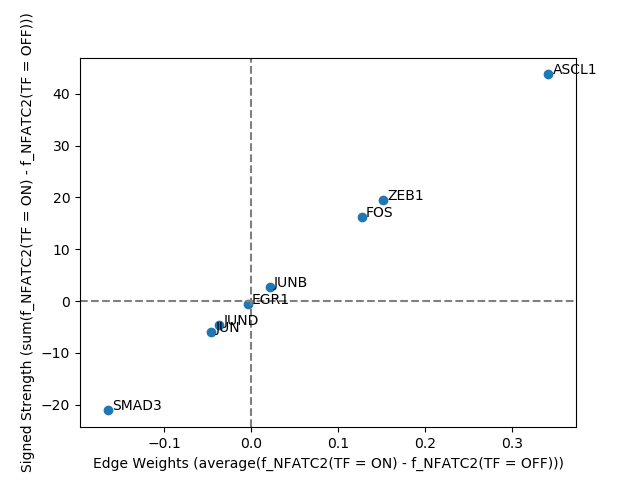 Signed Strength (sum(f_NFATC2(TF = ON) - f_NFATC2(TF = OFF)))
40
30
20
10
0
−10
−20
ASCL1
ZEB1
FOS
JUNB
EGR1
JUND
JUN
SMAD3
−0.1
0.0
0.1
0.2
0.3
Edge Weights (average(f_NFATC2(TF = ON) - f_NFATC2(TF = OFF)))